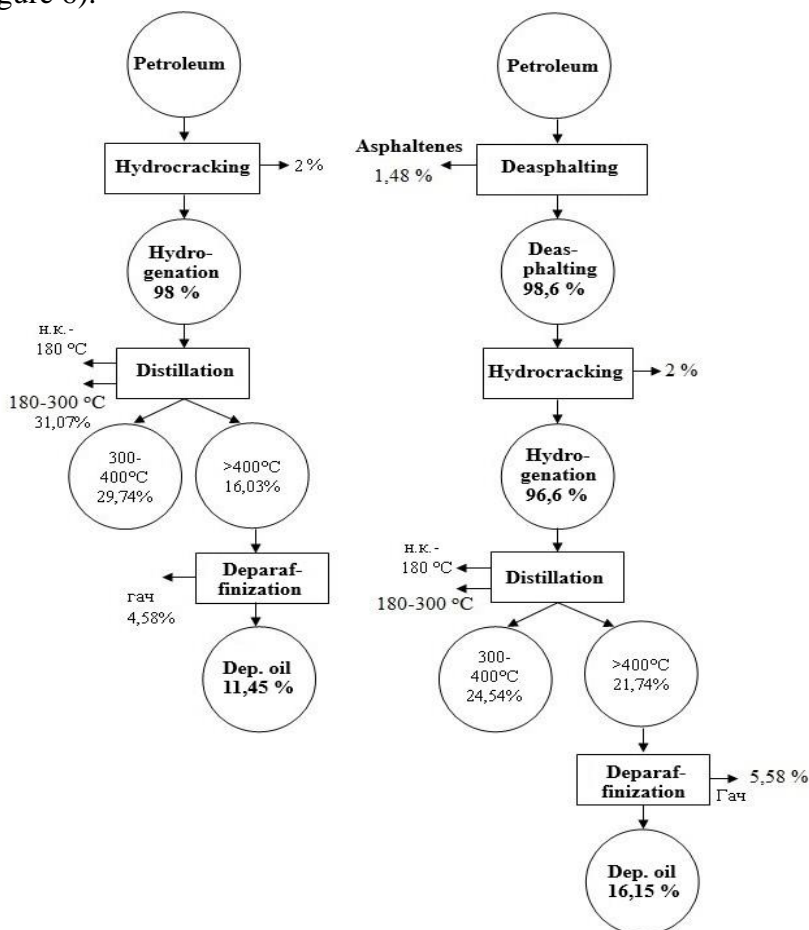 gure 6).
Petroleum
Hydrocracking
2 %
Hydro-
genation
98 %
н.к.-
180 °C
Distillation
180-300 °C
31,07%
300-
400°C
29,74%
>400°C
16,03%
Deparaf-
finization
гач
4,58%
Dep. oil
11,45 %
Petroleum
Asphaltenes
1,48 %
Deasphalting
Deas-
phalting
98,6 %
Hydrocracking
2 %
Hydro-
genation
96,6 %
н.к.-
180 °C
Distillation
180-300 °C
300-
400°C
24,54%
>400°C
21,74%
Deparaf-
finization
5,58 %
Гач
Dep. oil
16,15 %